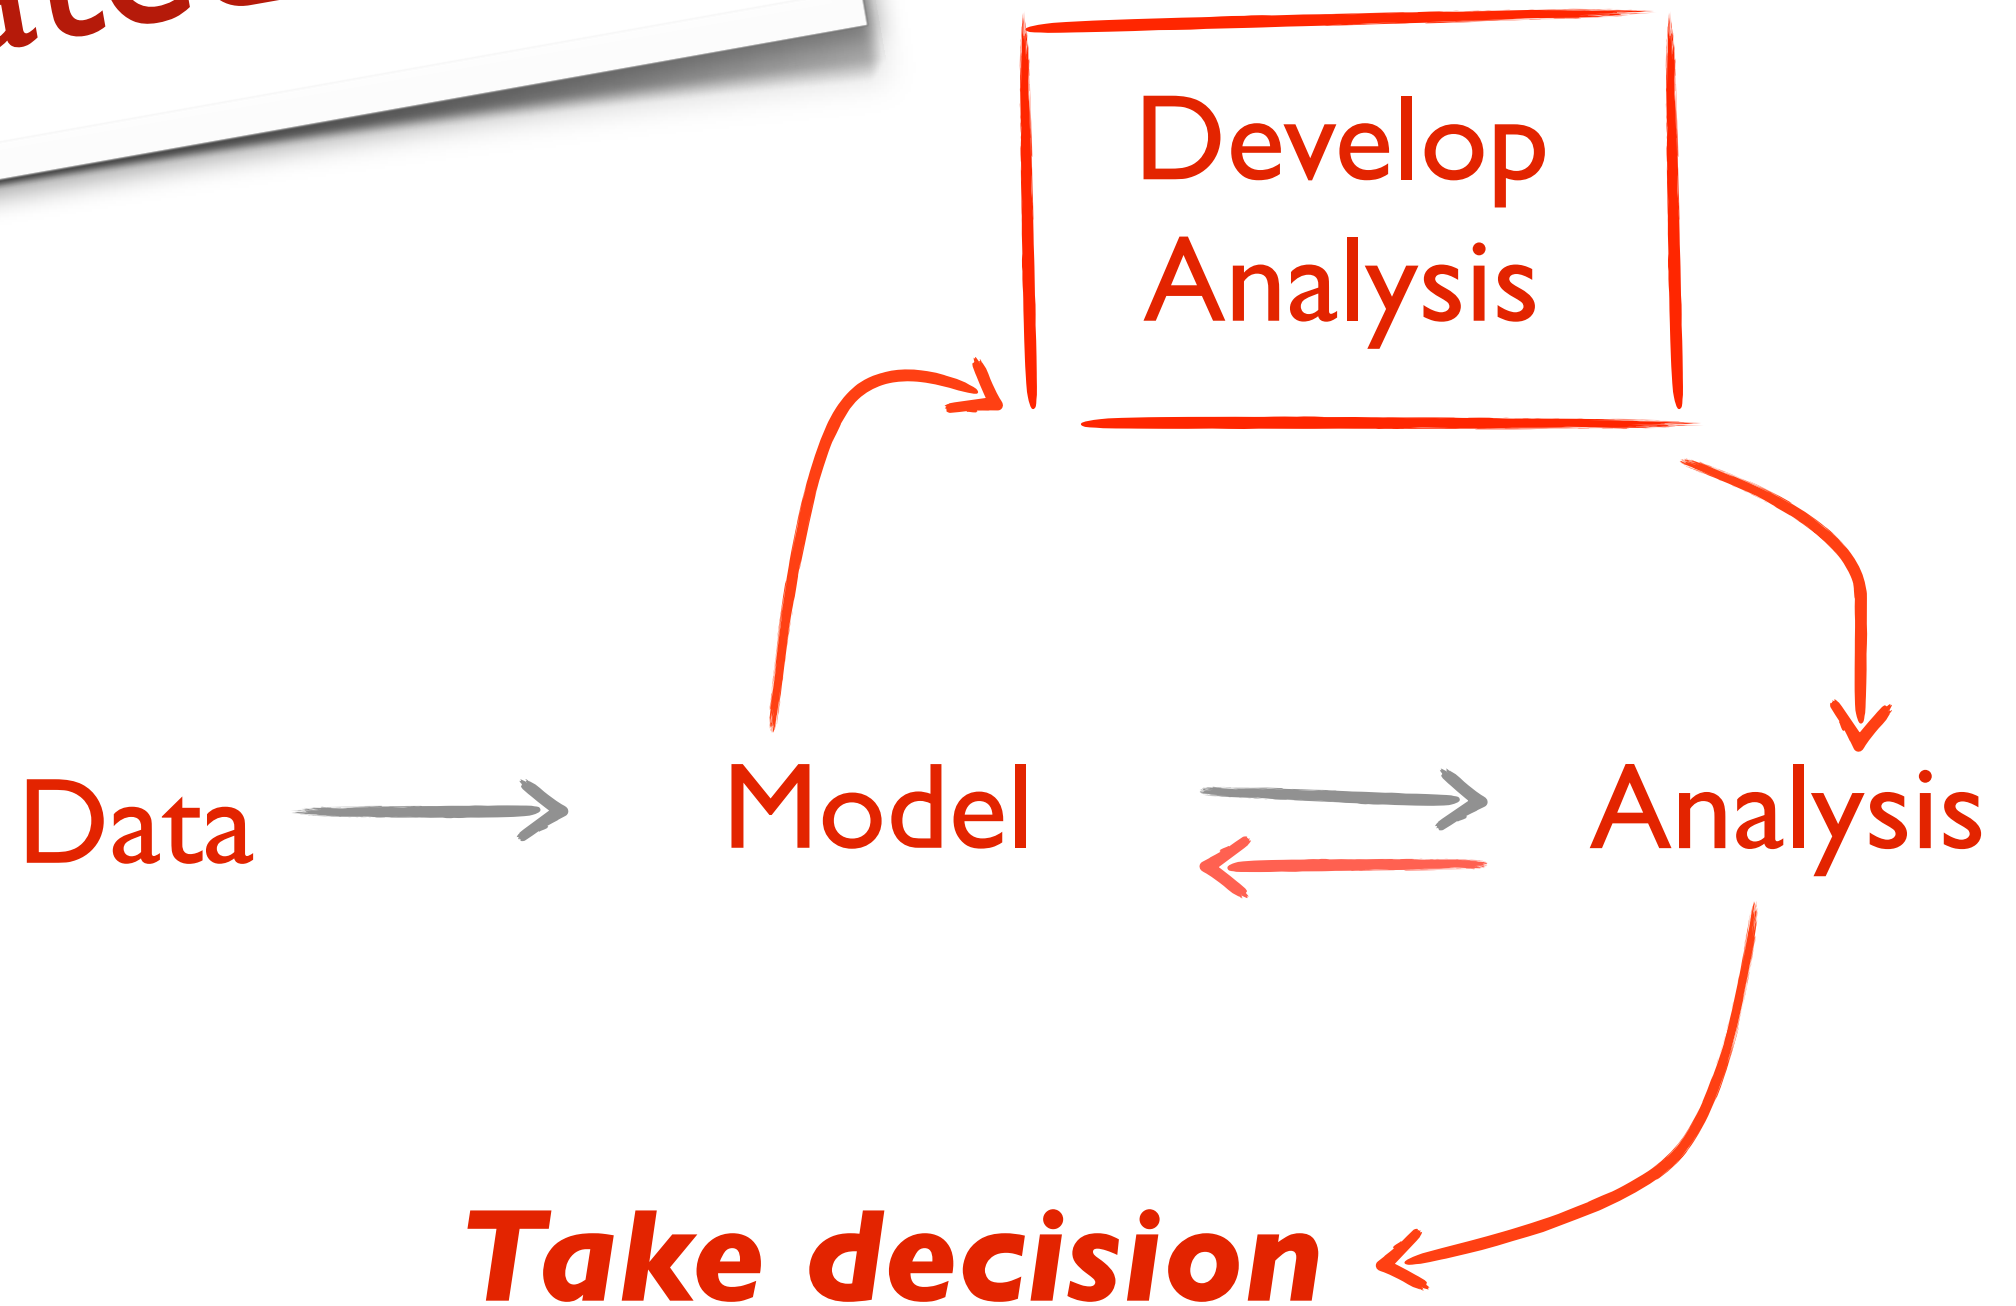 Develop
Analysis
Data
Model
Analysis
Take decision